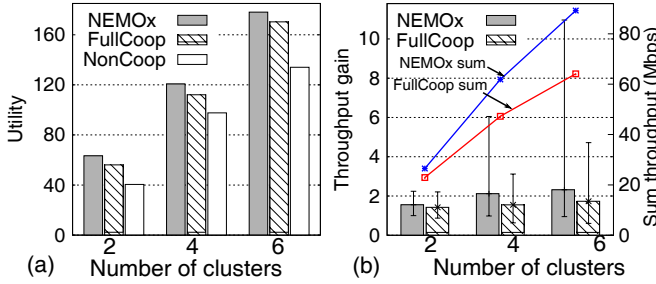 NEMOx
FullCoop
NonCoop
160
120
80
40
0
Utility
2 4 6
(a) Number of clusters
NEMOx
FullCoop
NEMOx sum
FullCoop sum
12
10
8
6
4
2
0
Throughput gain
80
60
40
20
0
Sum throughput (Mbps)
2 4 6
(b) Number of clusters